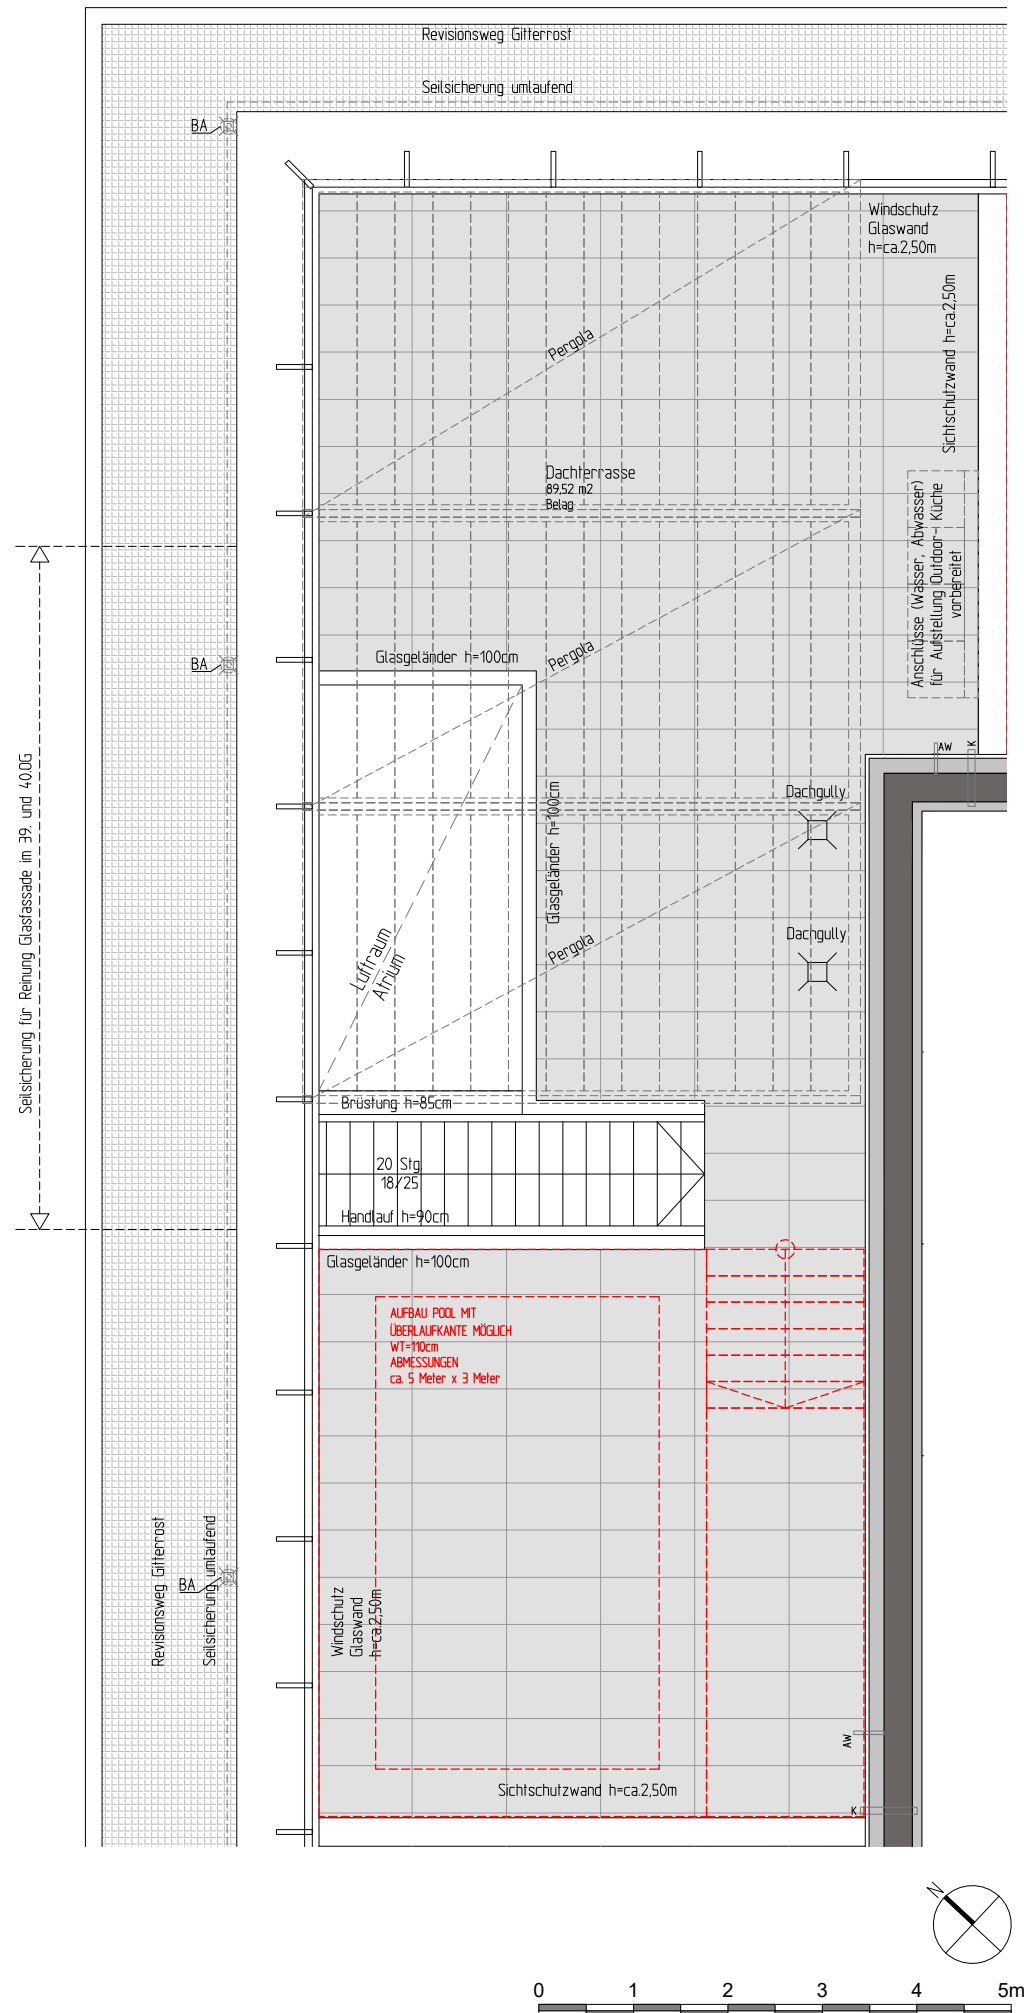 Revisionsweg Gitterrost
Seilsicherung umlaufend
BA
Windschutz
Glaswand
h=ca.2,50m
Sichtschutzwand h=ca.2,50m
Pergola
Dachterrasse
89,52 m2
Belag
Anschlüsse (Wasser, Abwasser)
für Aufstellung Outdoor- Küche
vorbereitet
Glasgeländer h=100cm
Pergola
BA
AW
K
Dachgully
Glasgeländer h=100cm
Seilsicherung für Reinung Glasfassade im 39. und 40.OG
Dachgully
Pergola
Luftraum
Atrium
Brüstung h=85cm
20 Stg.
18/25
Handlauf h=90cm
Glasgeländer h=100cm
AUFBAU POOL MIT
ÜBERLAUFKANTE MÖGLICH
WT=110cm
ABMESSUNGEN
ca. 5 Meter x 3 Meter
Revisionsweg Gitterrost
Seilsicherung umlaufend
BA
Windschutz
Glaswand
h=ca.2,50m
AW
Sichtschutzwand h=ca.2,50m
K
N
0 1 2 3 4 5m